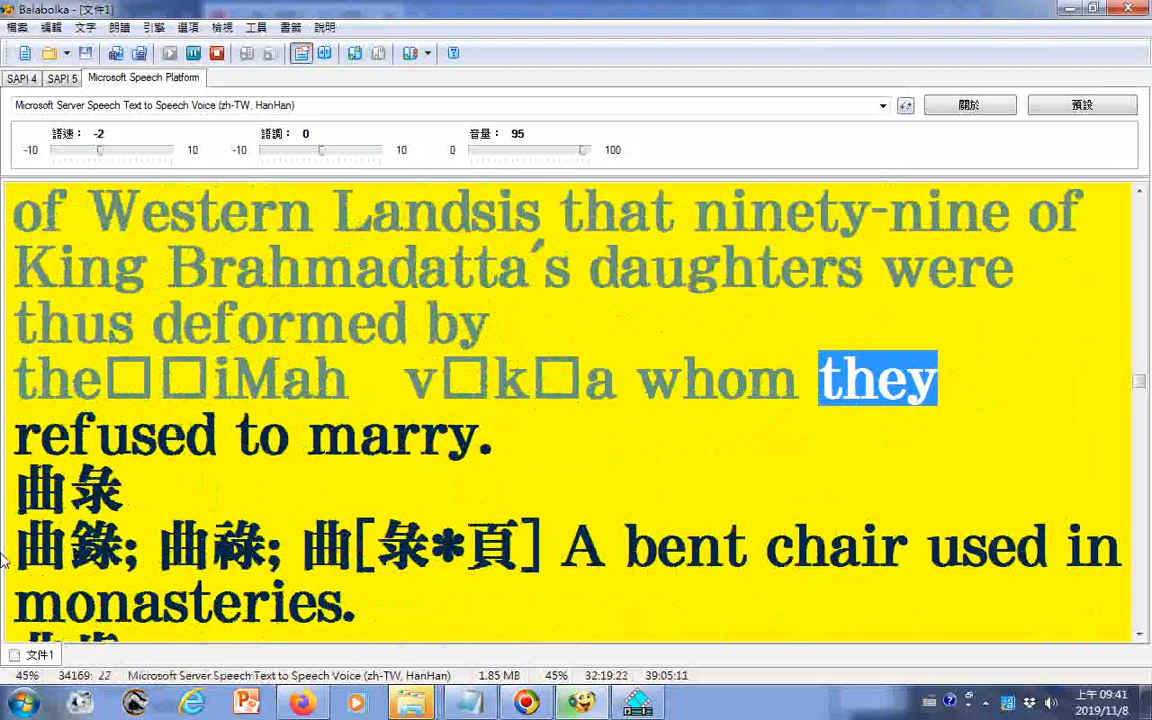 Balabolka - [文件1]
檔案 編輯 文字 朗讀 引擎 選項 檢視 工具 書籤 說明
SAPI 4 SAPI 5 Microsoft Speech Platform
Microsoft Server Speech Text to Speech Voice (zh-TW, HanHan) 關於 預設
語速： -2 語調： 0 音量： 95
-10 10 -10 10 0 100
of Western Landsis that ninety-nine of
King Brahmadatta´s daughters were
thus deformed by
the□□iMah v□k□a whom they
refused to marry.
曲彔
曲錄; 曲祿; 曲[彔*頁] A bent chair used in
monasteries.
文件1
45% 34169: 22 Microsoft Server Speech Text to Speech Voice (zh-TW, HanHan) 1.85 MB 45% 32:19:23 39:05:11
上午 09:41
2019/11/8